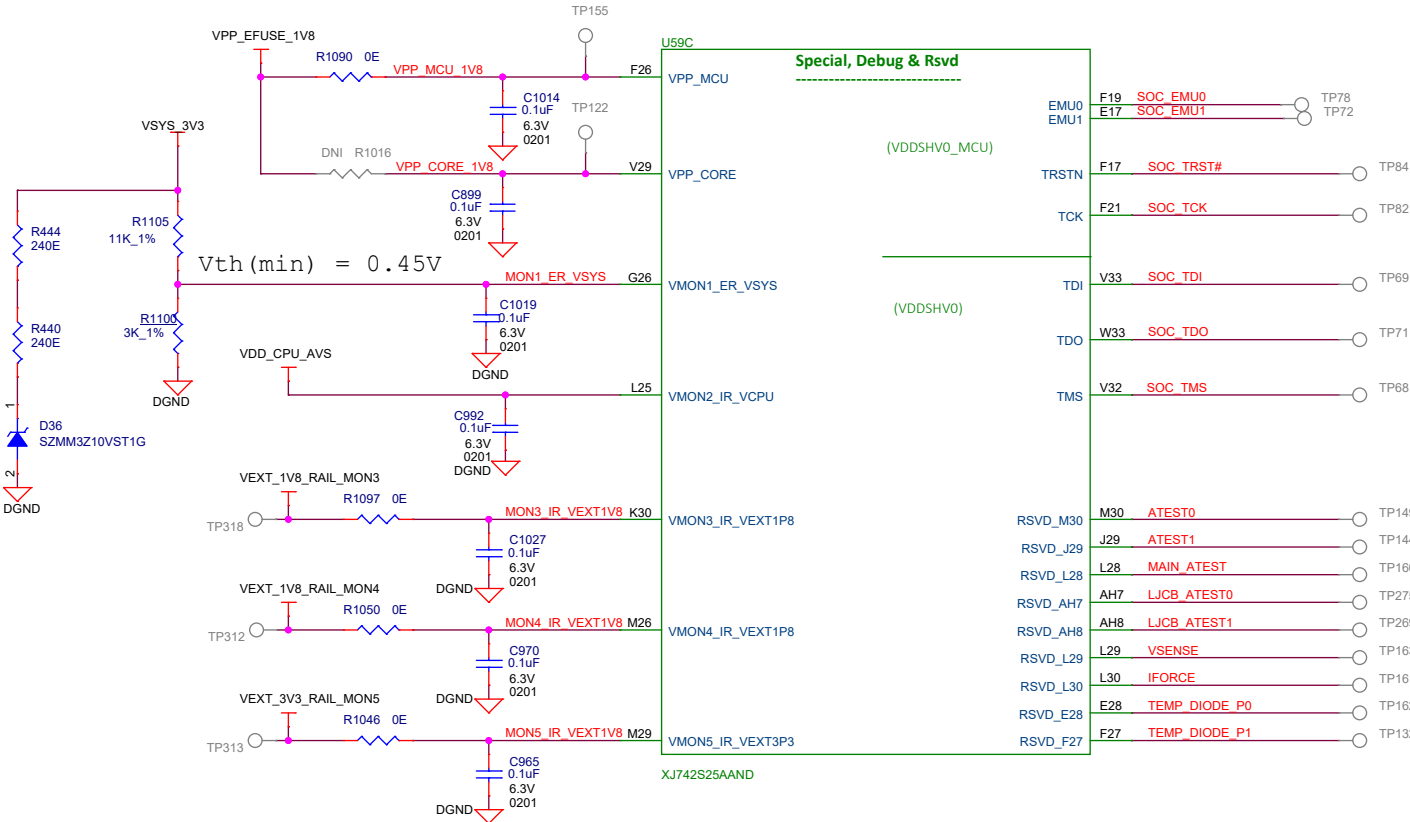 TP155
VPP_EFUSE_1V8
R1090 0E
VPP_MCU_1V8
F26
VPP_MCU
C1014
0.1uF
6.3V
0201
TP122
DNI R1016
VPP_CORE_1V8
V29
VPP_CORE
C899
0.1uF
6.3V
0201
VSYS_3V3
R444
240E
R1105
11K_1%
Vth(min) = 0.45V
MON1_ER_VSYS
G26
VMON1_ER_VSYS
C1019
0.1uF
6.3V
0201
DGND
R440
240E
R1100
3K_1%
DGND
1
D36
SZMM3Z10VST1G
2
DGND
VDD_CPU_AVS
L25
VMON2_IR_VCPU
C992
0.1uF
6.3V
0201
DGND
VEXT_1V8_RAIL_MON3
R1097 0E
TP318
MON3_IR_VEXT1V8
K30
VMON3_IR_VEXT1P8
C1027
0.1uF
6.3V
0201
DGND
VEXT_1V8_RAIL_MON4
R1050 0E
TP312
MON4_IR_VEXT1V8
M26
VMON4_IR_VEXT1P8
C970
0.1uF
6.3V
0201
DGND
VEXT_3V3_RAIL_MON5
R1046 0E
TP313
MON5_IR_VEXT1V8
M29
VMON5_IR_VEXT3P3
C965
0.1uF
6.3V
0201
DGND
U59C
Special, Debug & Rsvd
------------------------------
(VDDSHV0_MCU)
(VDDSHV0)
EMU0 F19 SOC_EMU0 TP78
EMU1 E17 SOC_EMU1 TP72
TRSTN F17 SOC_TRST# TP84
TCK F21 SOC_TCK TP82
TDI V33 SOC_TDI TP69
TDO W33 SOC_TDO TP71
TMS V32 SOC_TMS TP68
RSVD_M30 M30 ATEST0
RSVD_J29 J29 ATEST1
RSVD_L28 L28 MAIN_ATEST
RSVD_AH7 AH7 LJCB_ATEST0
RSVD_AH8 AH8 LJCB_ATEST1
RSVD_L29 L29 VSENSE
RSVD_L30 L30 IFORCE
RSVD_E28 E28 TEMP_DIODE_P0
RSVD_F27 F27 TEMP_DIODE_P1
XJ742S25AAND